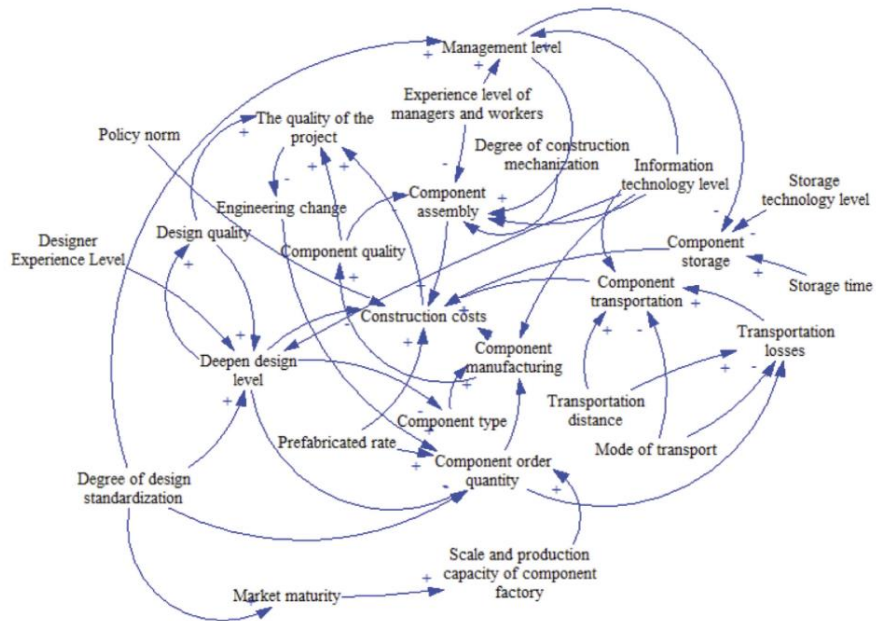 Management level
Experience level of
managers and workers
The quality of the
project
Policy norm
Degree of construction
mechanization
Information
technology level
Storage
technology level
Component
assembly
Engineering change
Design quality
Component quality
Designer
Experience Level
Component
storage
Component
transportation
Storage time
Construction costs
Transportation
losses
Deepen design
level
Component
manufacturing
Transportation
distance
Component type
Prefabricated rate
Mode of transport
Component order
quantity
Degree of design
standardization
Scale and production
capacity of component
factory
Market maturity